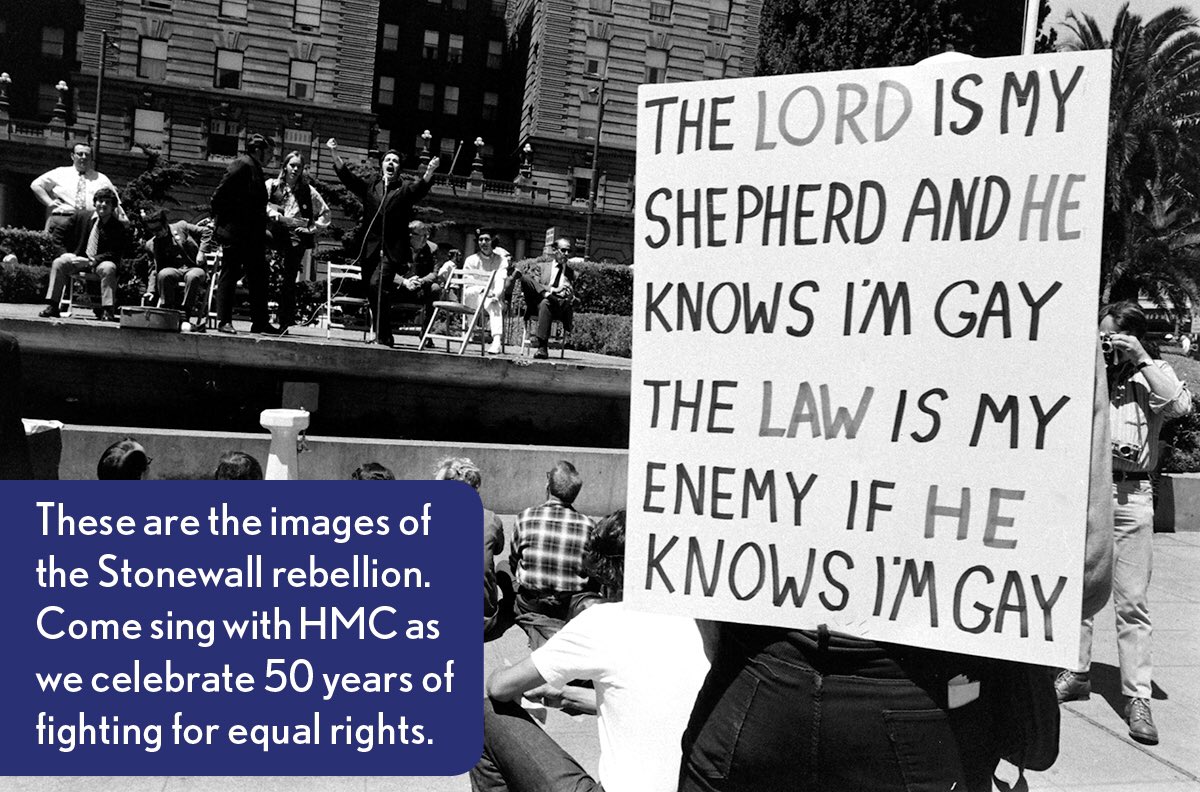 THE LORD IS MY
SHEPHERD AND HE
KNOWS I'M GAY
THE LAW IS MY
ENEMY IF HE
KNOWS I'M GAY
These are the images of
the Stonewall rebellion.
Come sing with HMC as
we celebrate 50 years of
fighting for equal rights.